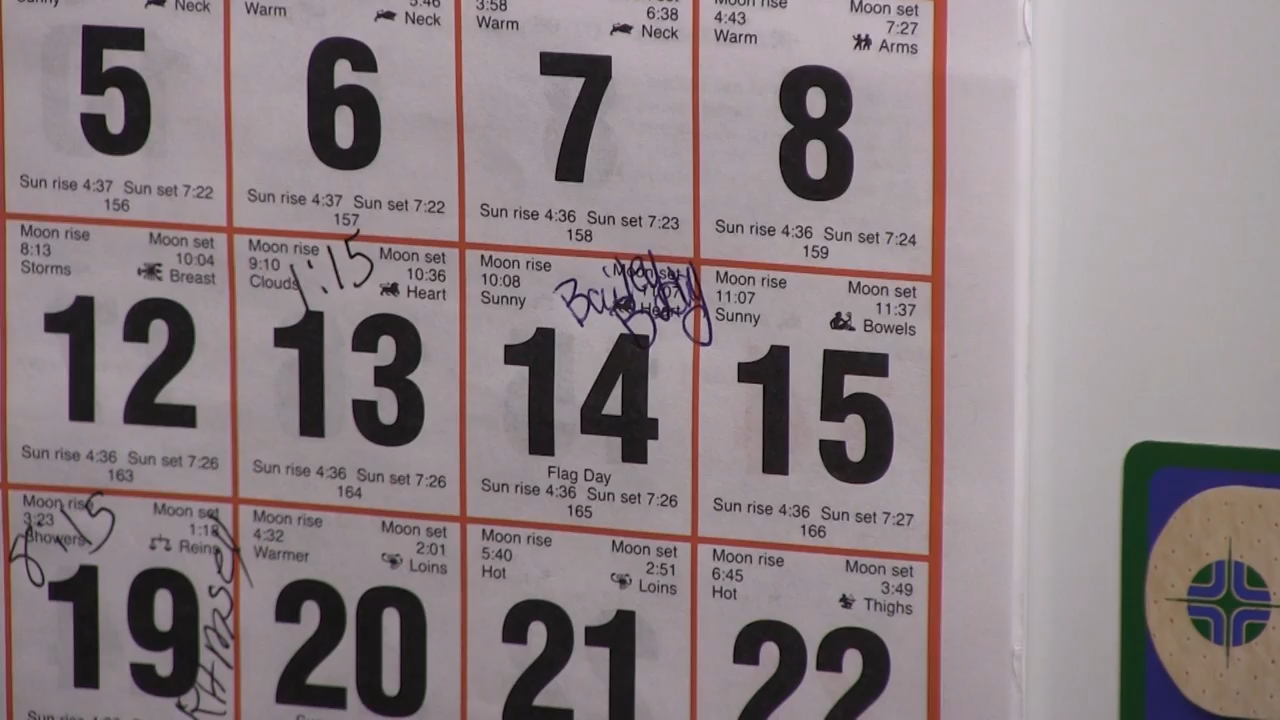 Neck
Warm
5:46
Neck
3:58
Warm
6:38
Neck
Moon rise
4:43
Warm
Moon set
7:27
Arms
5
6
7
8
Sun rise 4:37 Sun set 7:22
156
Sun rise 4:37 Sun set 7:22
157
Sun rise 4:36 Sun set 7:23
158
Sun rise 4:36 Sun set 7:24
159
Moon rise
8:13
Storms
Moon set
10:04
Breast
Moon rise
9:10
Clouds
1:15
Moon set
10:36
Heart
Moon rise
10:08
Sunny
Moon set
Heart
Moon rise
11:07
Sunny
Moon set
11:37
Bowels
12
13
14
15
Sun rise 4:36 Sun set 7:26
163
Sun rise 4:36 Sun set 7:26
164
Flag Day
Sun rise 4:36 Sun set 7:26
165
Sun rise 4:36 Sun set 7:27
166
Moon rise
3:23
Showers
8:15
Moon set
1:18
Reins
Moon rise
4:32
Warmer
Moon set
2:01
Loins
Moon rise
5:40
Hot
Moon set
2:51
Loins
Moon rise
6:45
Hot
Moon set
3:49
Thighs
19
20
21
22